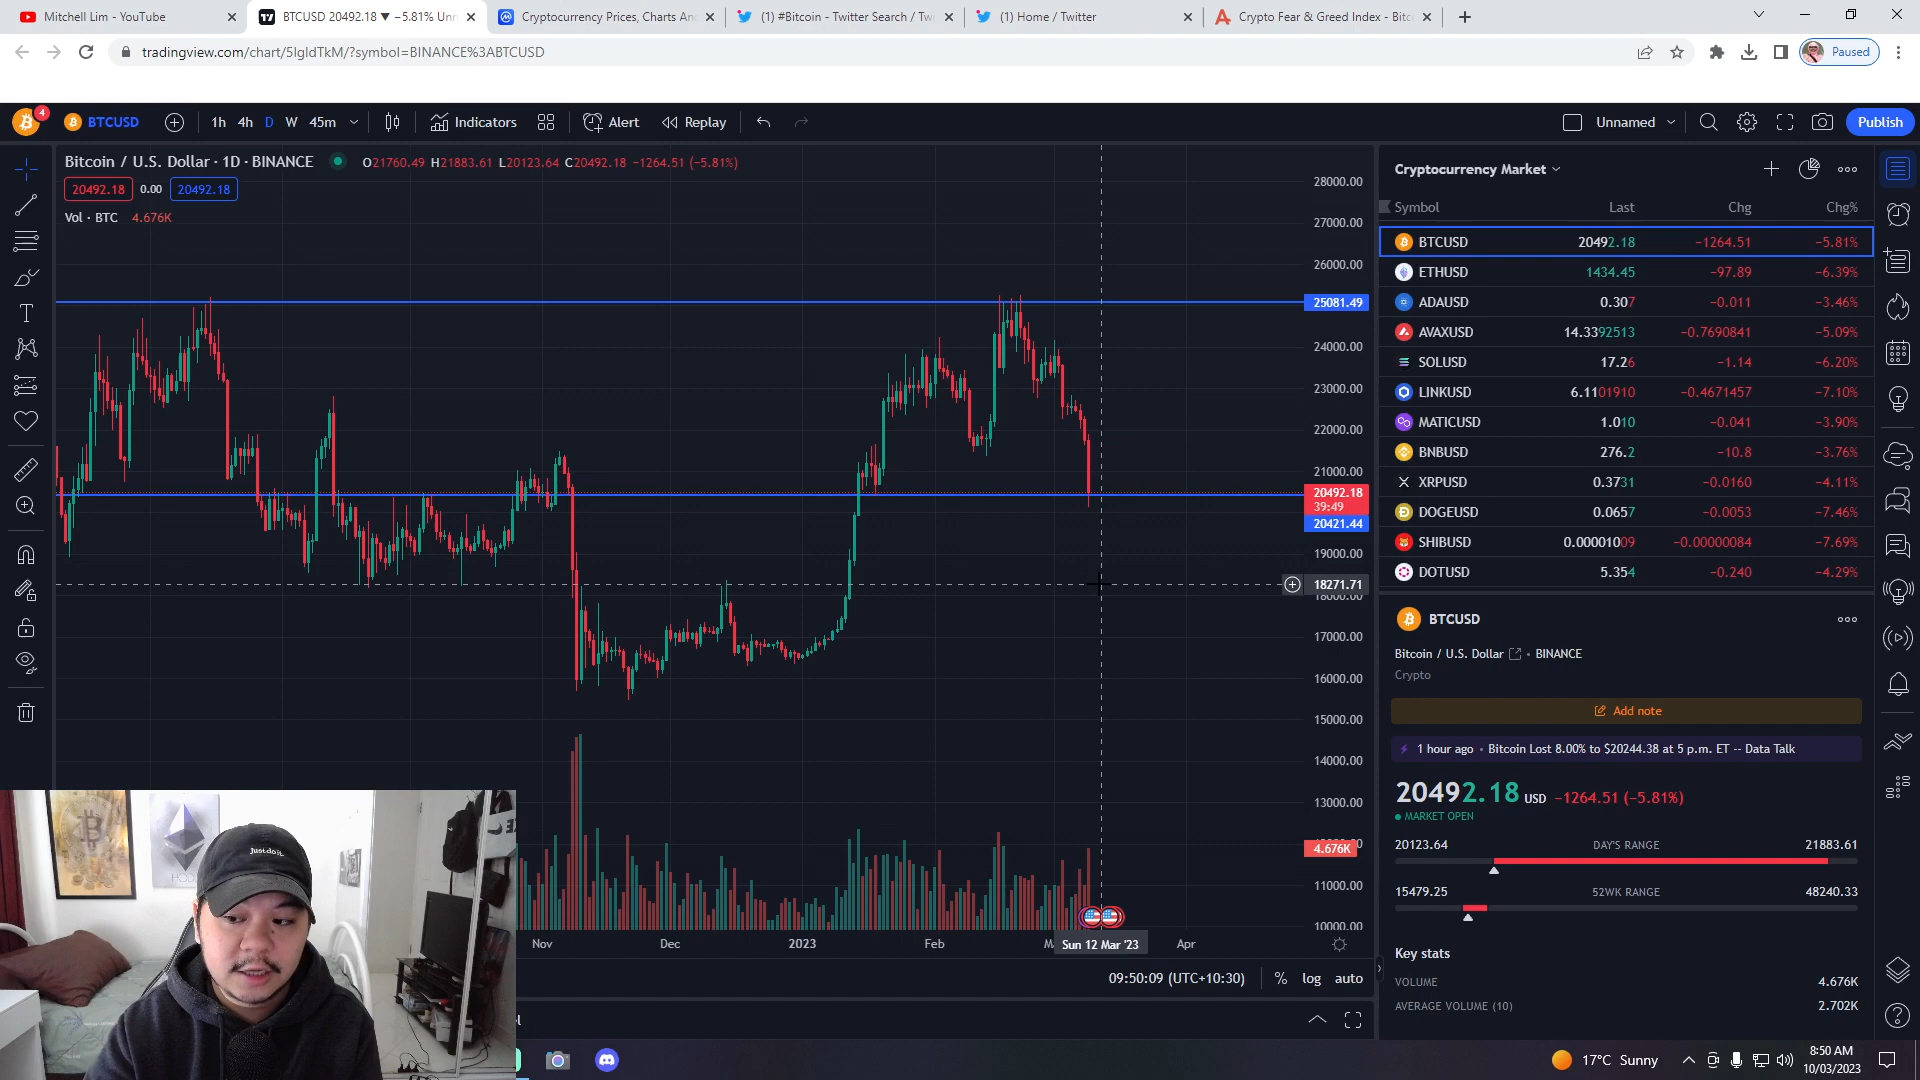 Mitchell Lim - YouTube
BTCUSD 20492.18 ▼ −5.81% Unn
Cryptocurrency Prices, Charts An
(1) #Bitcoin - Twitter Search / Twi
(1) Home / Twitter
Crypto Fear & Greed Index - Bitc
tradingview.com/chart/5IgIdTkM/?symbol=BINANCE%3ABTCUSD
Paused
4
BTCUSD
1h 4h D W 45m
Indicators
Alert
Replay
Unnamed
Publish
Bitcoin / U.S. Dollar · 1D · BINANCE
O21760.49 H21883.61 L20123.64 C20492.18 −1264.51 (−5.81%)
20492.18 0.00 20492.18
Vol · BTC 4.676K
28000.00
27000.00
26000.00
25081.49
24000.00
23000.00
22000.00
21000.00
20492.18
39:49
20421.44
19000.00
18271.71
18000.00
17000.00
16000.00
15000.00
14000.00
13000.00
4.676K
11000.00
10000.00
Nov Dec 2023 Feb
Sun 12 Mar '23
Apr
09:50:09 (UTC+10:30)
% log auto
Cryptocurrency Market
Symbol Last Chg Chg%
BTCUSD 20492.18 −1264.51 −5.81%
ETHUSD 1434.45 −97.89 −6.39%
ADAUSD 0.307 −0.011 −3.46%
AVAXUSD 14.3392513 −0.7690841 −5.09%
SOLUSD 17.26 −1.14 −6.20%
LINKUSD 6.1101910 −0.4671457 −7.10%
MATICUSD 1.010 −0.041 −3.90%
BNBUSD 276.2 −10.8 −3.76%
XRPUSD 0.3731 −0.0160 −4.11%
DOGEUSD 0.0657 −0.0053 −7.46%
SHIBUSD 0.00001009 −0.00000084 −7.69%
DOTUSD 5.354 −0.240 −4.29%
BTCUSD
Bitcoin / U.S. Dollar • BINANCE
Crypto
Add note
1 hour ago • Bitcoin Lost 8.00% to $20244.38 at 5 p.m. ET -- Data Talk
20492.18 USD −1264.51 (−5.81%)
MARKET OPEN
20123.64 DAY'S RANGE 21883.61
15479.25 52WK RANGE 48240.33
Key stats
VOLUME 4.676K
AVERAGE VOLUME (10) 2.702K
Just do it.
17°C Sunny
8:50 AM
10/03/2023